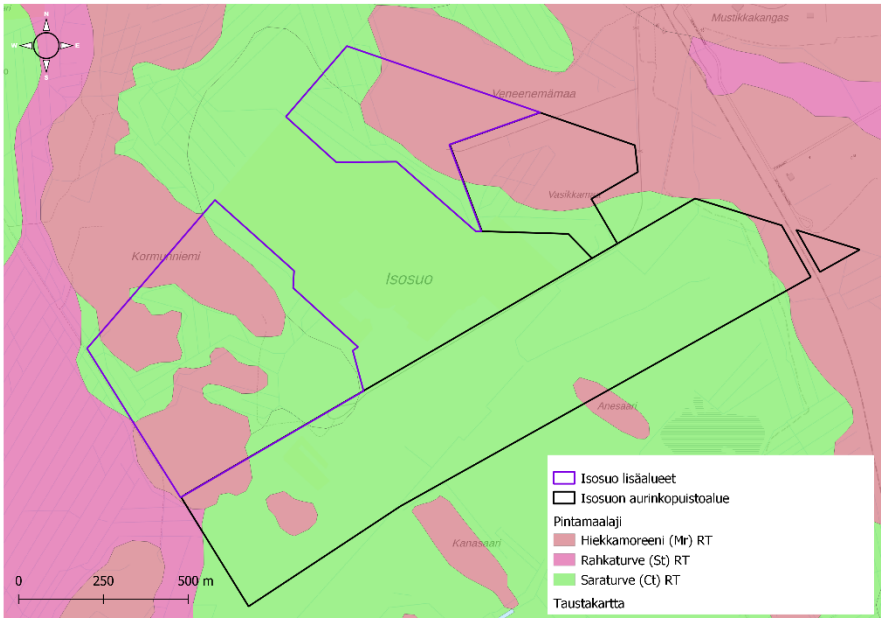 N
W E
S
Mustikkakangas
Veneenemämaa
Vasikkamaa
Kormunniemi
Isosuo
Anesaari
Kanasaari
Isosuo lisäalueet
Isosuon aurinkopuistoalue
Pintamaalaji
Hiekkamoreeni (Mr) RT
Rahkaturve (St) RT
Saraturve (Ct) RT
Taustakartta
0 250 500 m